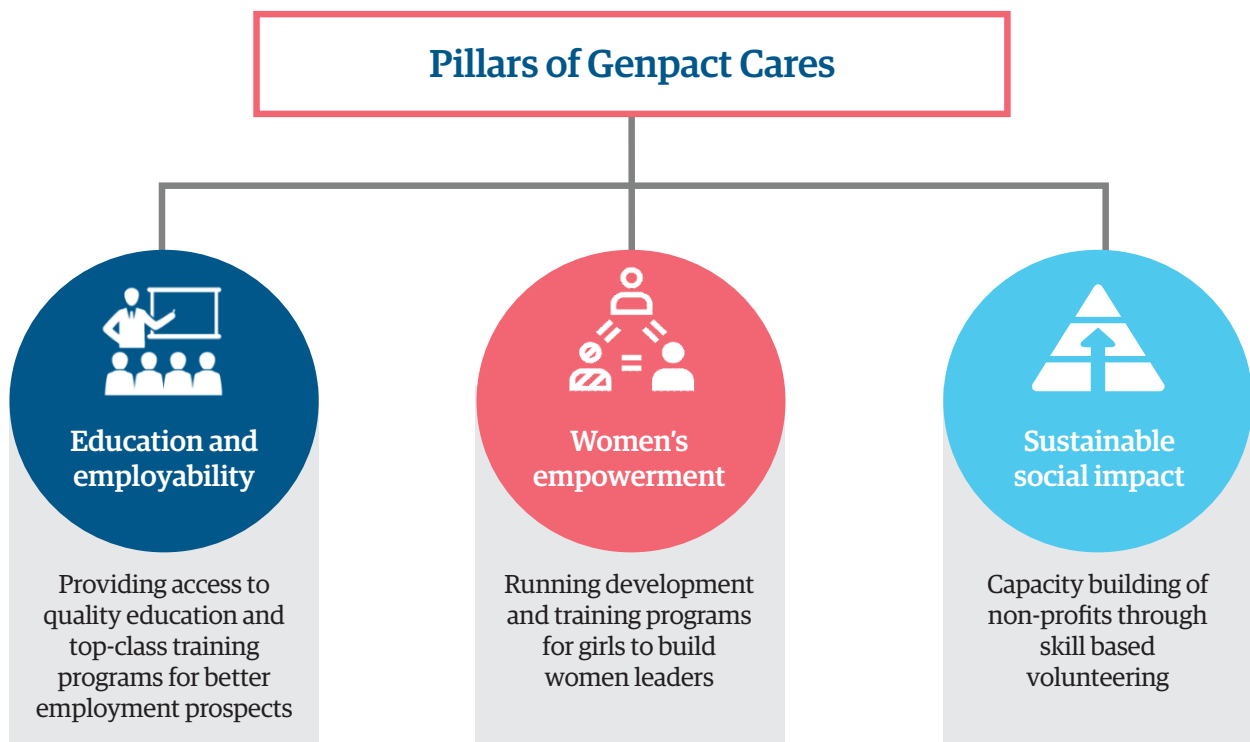 Pillars of Genpact Cares
Education and
employability
Providing access to
quality education and
top-class training
programs for better
employment prospects
Women's
empowerment
Running development
and training programs
for girls to build
women leaders
Sustainable
social impact
Capacity building of
non-profits through
skill based
volunteering